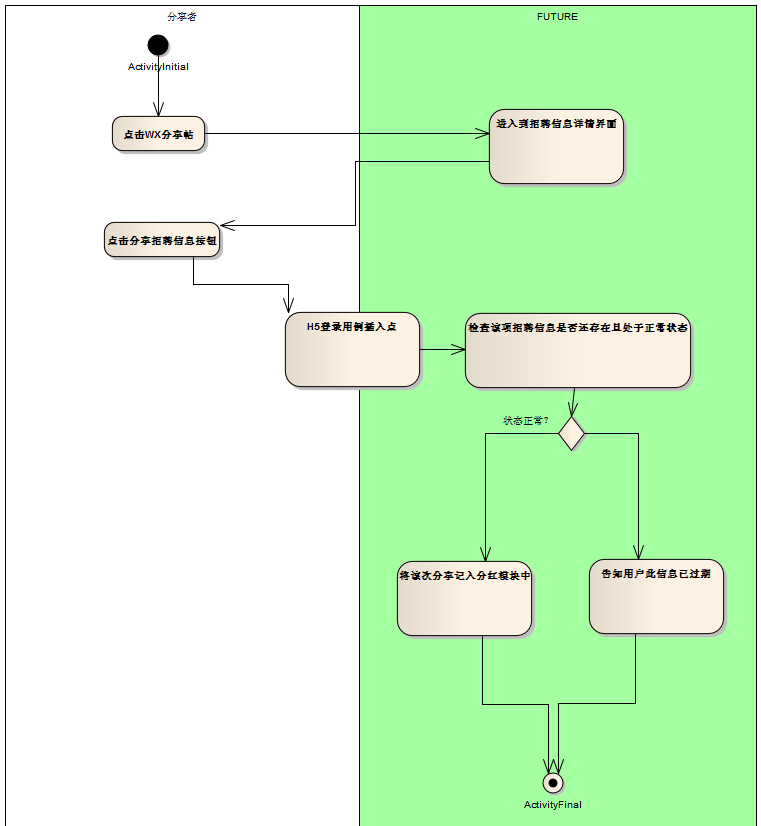 分享者
FUTURE
ActivityInitial
点击WX分享帖
进入到招聘信息详情界面
点击分享招聘信息按钮
H5登录用例插入点
检查该项招聘信息是否还存在且处于正常状态
状态正常?
将该次分享记入分红模块中
告知用户此信息已过期
ActivityFinal